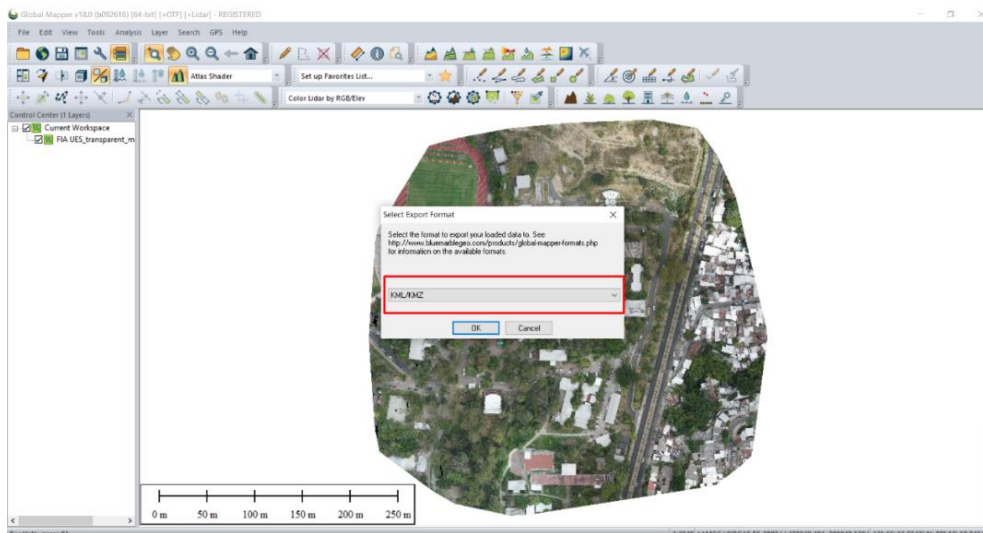 Global Mapper v18.0 (b092616) [64-bit] [+OTF] [+Lidar] - REGISTERED
File Edit View Tools Analysis Layer Search GPS Help
Atlas Shader
Set up Favorites List...
Color Lidar by RGB/Elev
Control Center (1 Layers)
Current Workspace
FIA UES_transparent_m
Select Export Format
Select the format to export your loaded data to. See
http://www.bluemarblegeo.com/products/global-mapper-formats.php
for information on the available formats.
KML/KMZ
OK Cancel
0 m 50 m 100 m 150 m 200 m 250 m